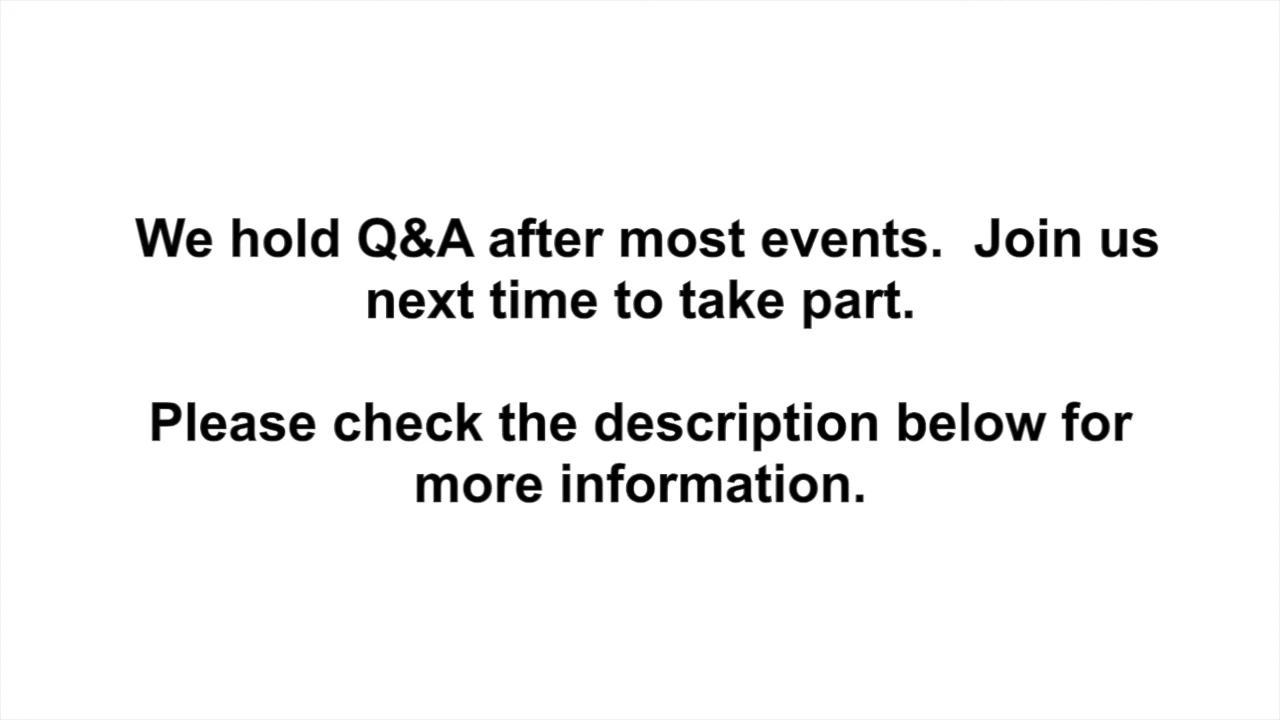 We hold Q&A after most events.  Join us
next time to take part.
Please check the description below for
more information.